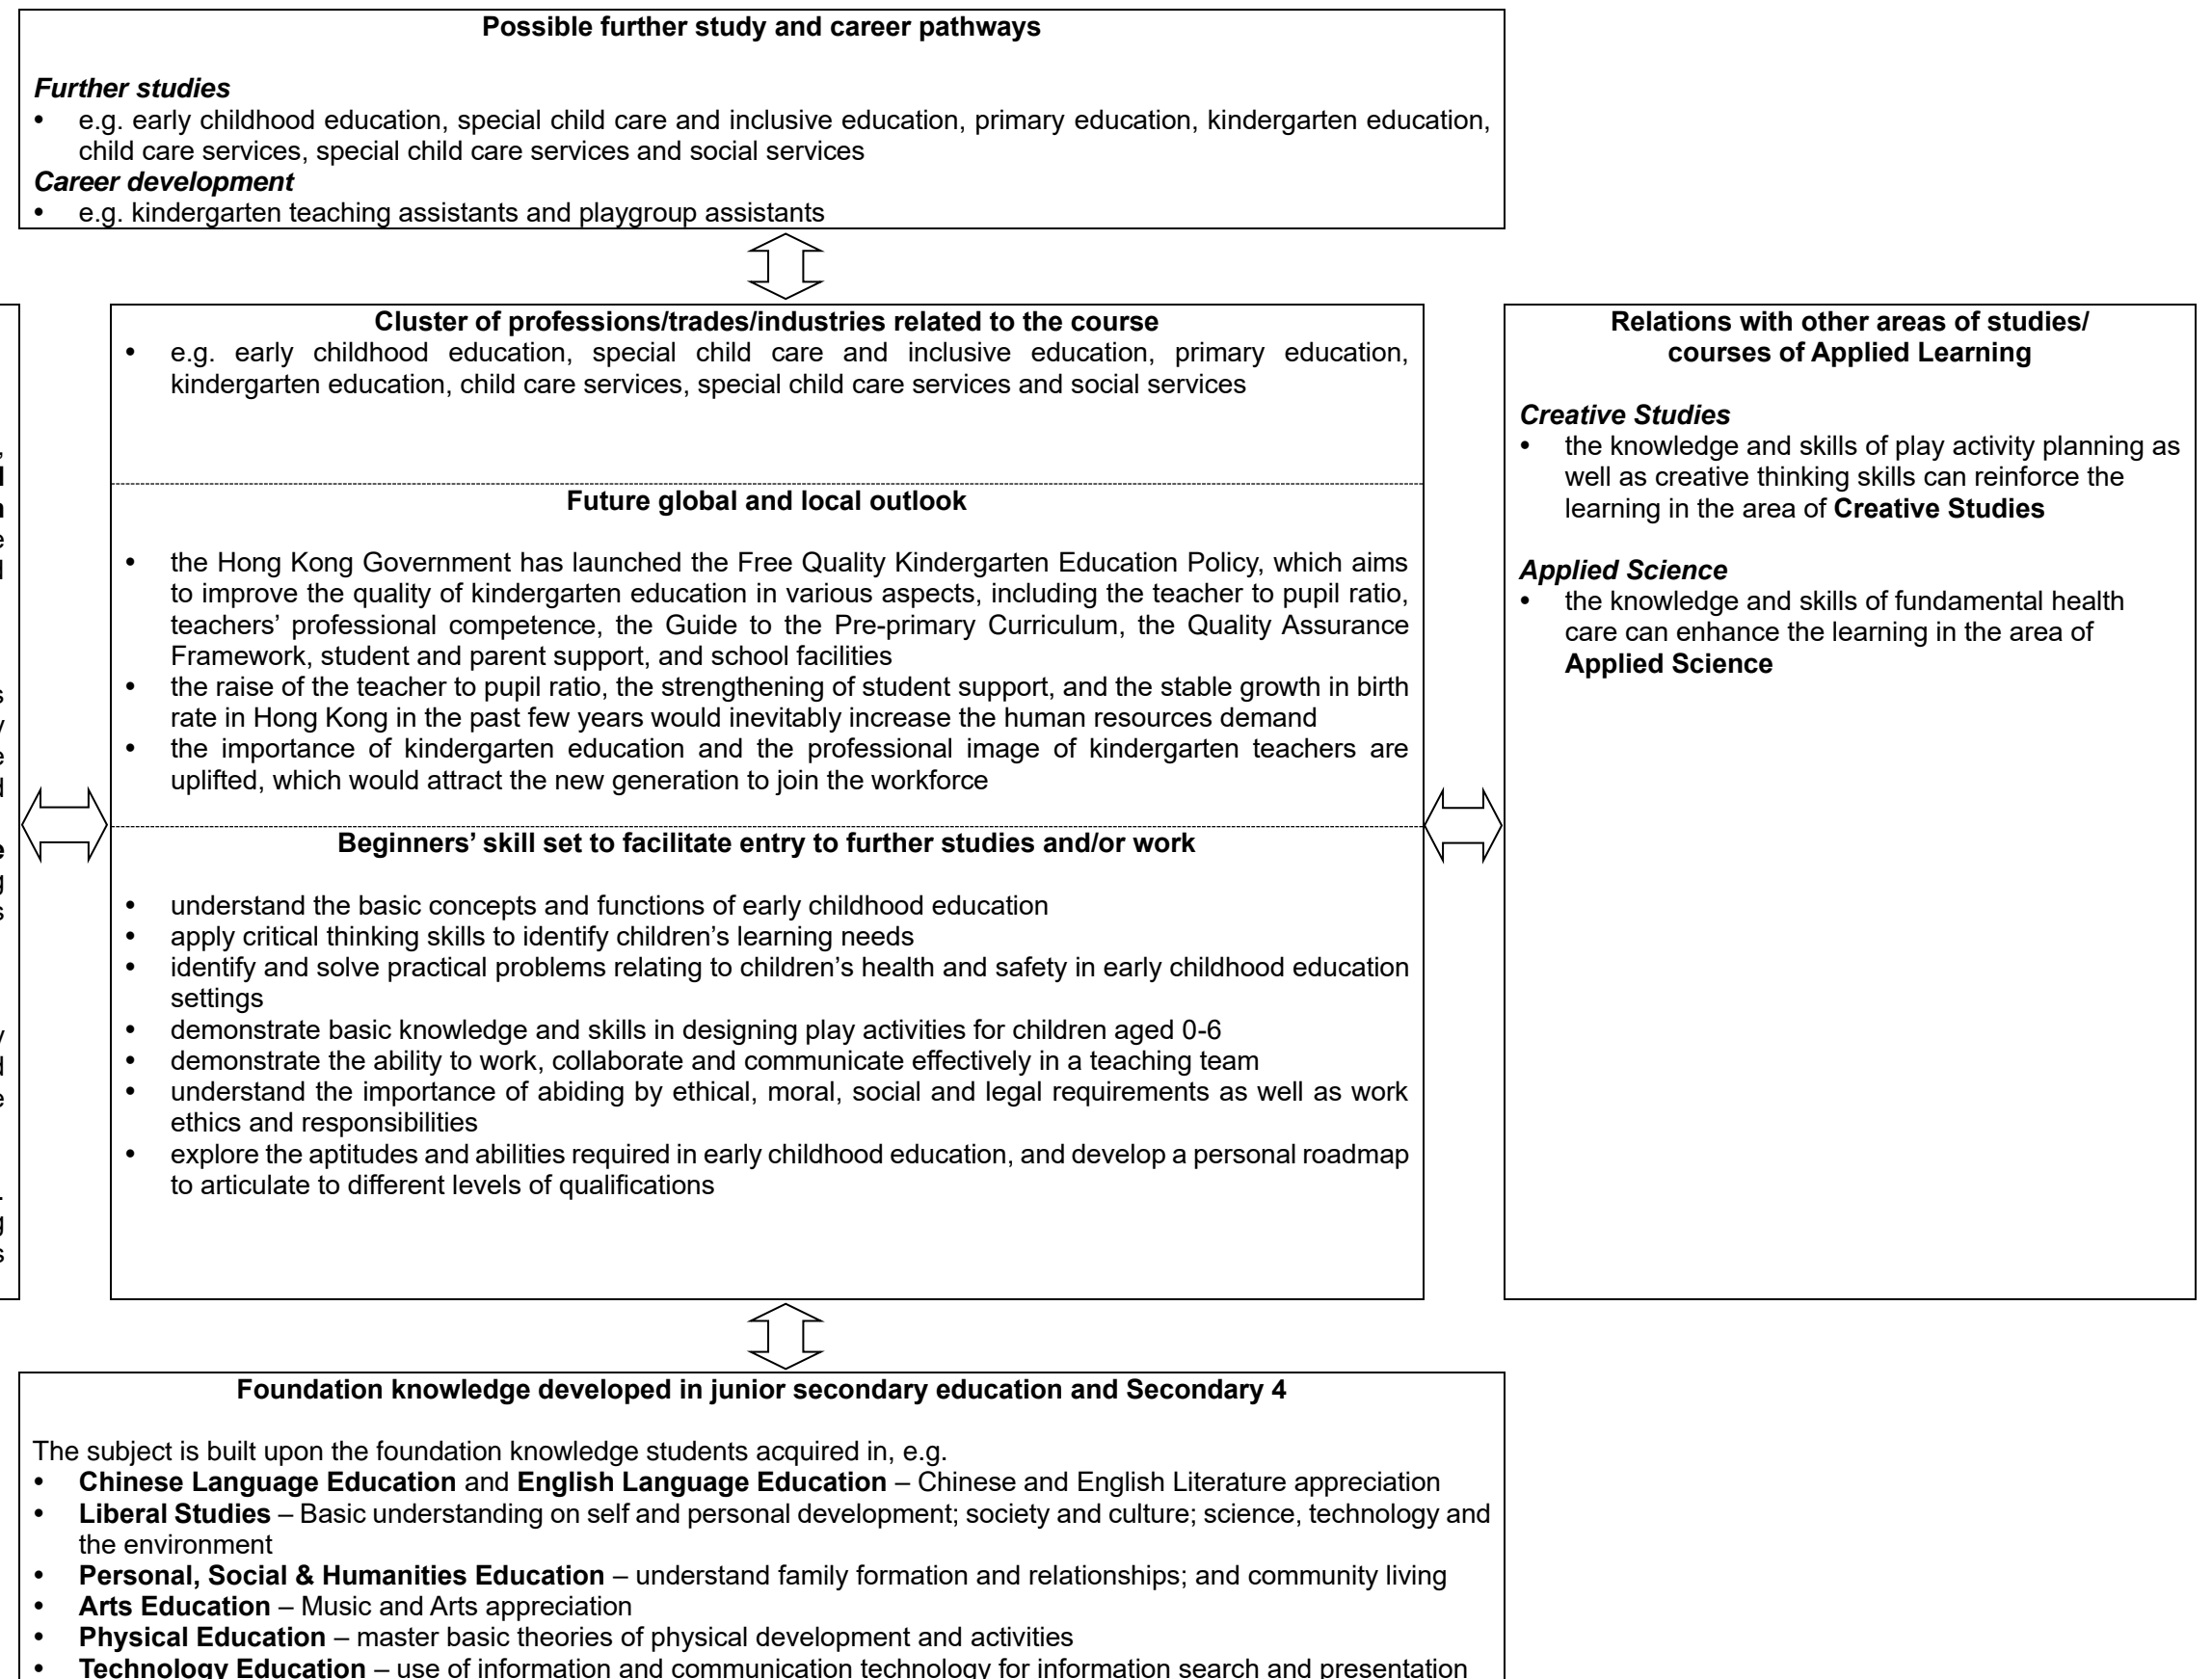 Possible further study and career pathways
Further studies
• e.g. early childhood education, special child care and inclusive education, primary education, kindergarten education,
child care services, special child care services and social services
Career development
• e.g. kindergarten teaching assistants and playgroup assistants
Cluster of professions/trades/industries related to the course
• e.g. early childhood education, special child care and inclusive education, primary education,
kindergarten education, child care services, special child care services and social services
Future global and local outlook
• the Hong Kong Government has launched the Free Quality Kindergarten Education Policy, which aims
to improve the quality of kindergarten education in various aspects, including the teacher to pupil ratio,
teachers’ professional competence, the Guide to the Pre-primary Curriculum, the Quality Assurance
Framework, student and parent support, and school facilities
• the raise of the teacher to pupil ratio, the strengthening of student support, and the stable growth in birth
rate in Hong Kong in the past few years would inevitably increase the human resources demand
• the importance of kindergarten education and the professional image of kindergarten teachers are
uplifted, which would attract the new generation to join the workforce
Beginners’ skill set to facilitate entry to further studies and/or work
• understand the basic concepts and functions of early childhood education
• apply critical thinking skills to identify children’s learning needs
• identify and solve practical problems relating to children’s health and safety in early childhood education
settings
• demonstrate basic knowledge and skills in designing play activities for children aged 0-6
• demonstrate the ability to work, collaborate and communicate effectively in a teaching team
• understand the importance of abiding by ethical, moral, social and legal requirements as well as work
ethics and responsibilities
• explore the aptitudes and abilities required in early childhood education, and develop a personal roadmap
to articulate to different levels of qualifications
Relations with other areas of studies/
courses of Applied Learning
Creative Studies
• the knowledge and skills of play activity planning as
well as creative thinking skills can reinforce the
learning in the area of Creative Studies
Applied Science
• the knowledge and skills of fundamental health
care can enhance the learning in the area of
Applied Science
Foundation knowledge developed in junior secondary education and Secondary 4
The subject is built upon the foundation knowledge students acquired in, e.g.
• Chinese Language Education and English Language Education – Chinese and English Literature appreciation
• Liberal Studies – Basic understanding on self and personal development; society and culture; science, technology and
the environment
• Personal, Social & Humanities Education – understand family formation and relationships; and community living
• Arts Education – Music and Arts appreciation
• Physical Education – master basic theories of physical development and activities
• Technology Education – use of information and communication technology for information search and presentation